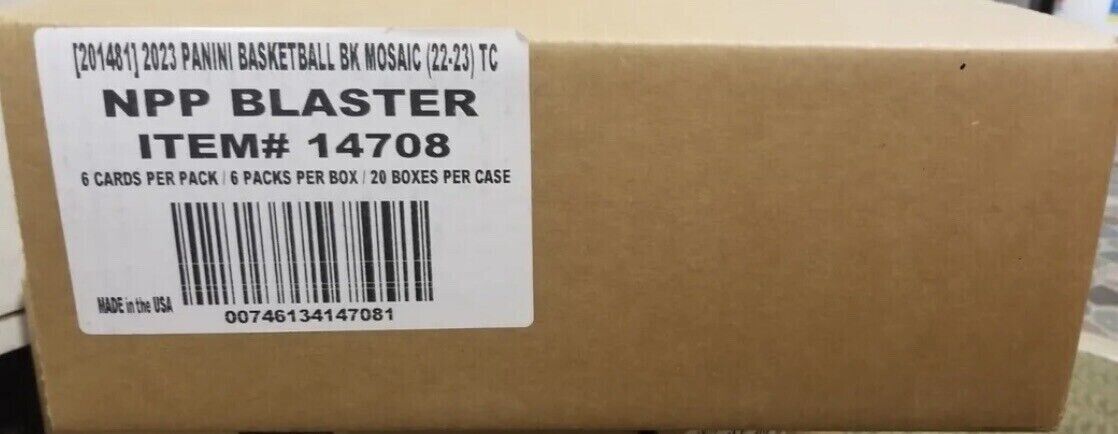 [201481] 2023 PANINI BASKETBALL BK MOSAIC (22-23) TC
NPP BLASTER
ITEM# 14708
6 CARDS PER PACK / 6 PACKS PER BOX / 20 BOXES PER CASE
MADE in the USA
00746134147081